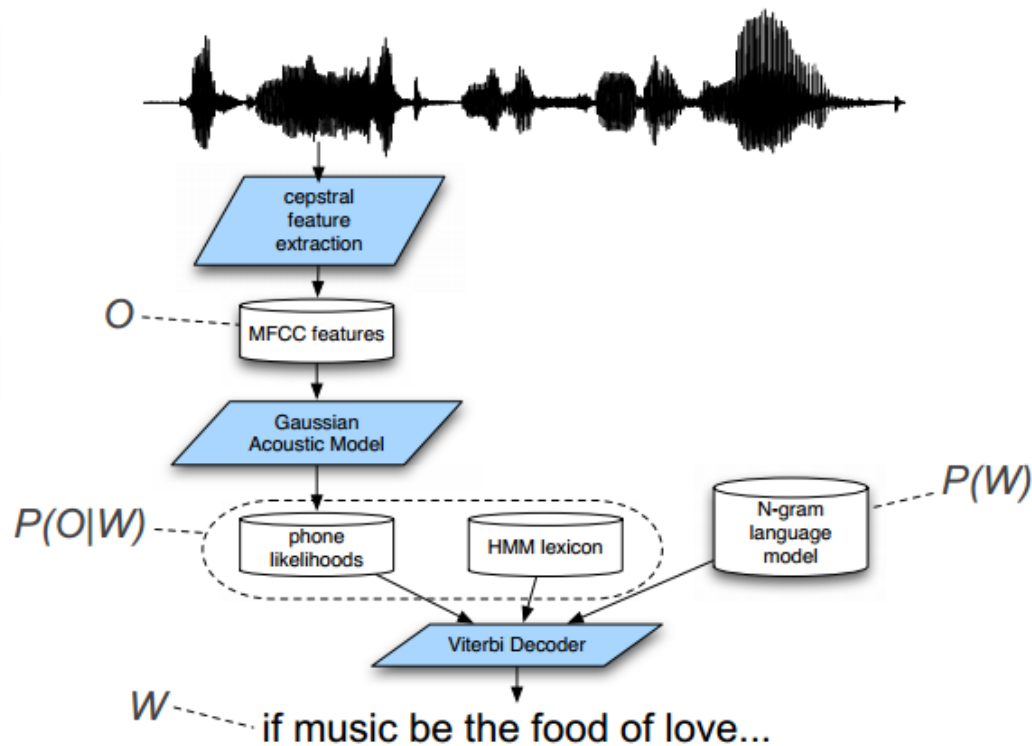 cepstral
feature
extraction
O
MFCC features
Gaussian
Acoustic Model
P(O|W)
phone
likelihoods
HMM lexicon
N-gram
language
model
P(W)
Viterbi Decoder
W
if music be the food of love...